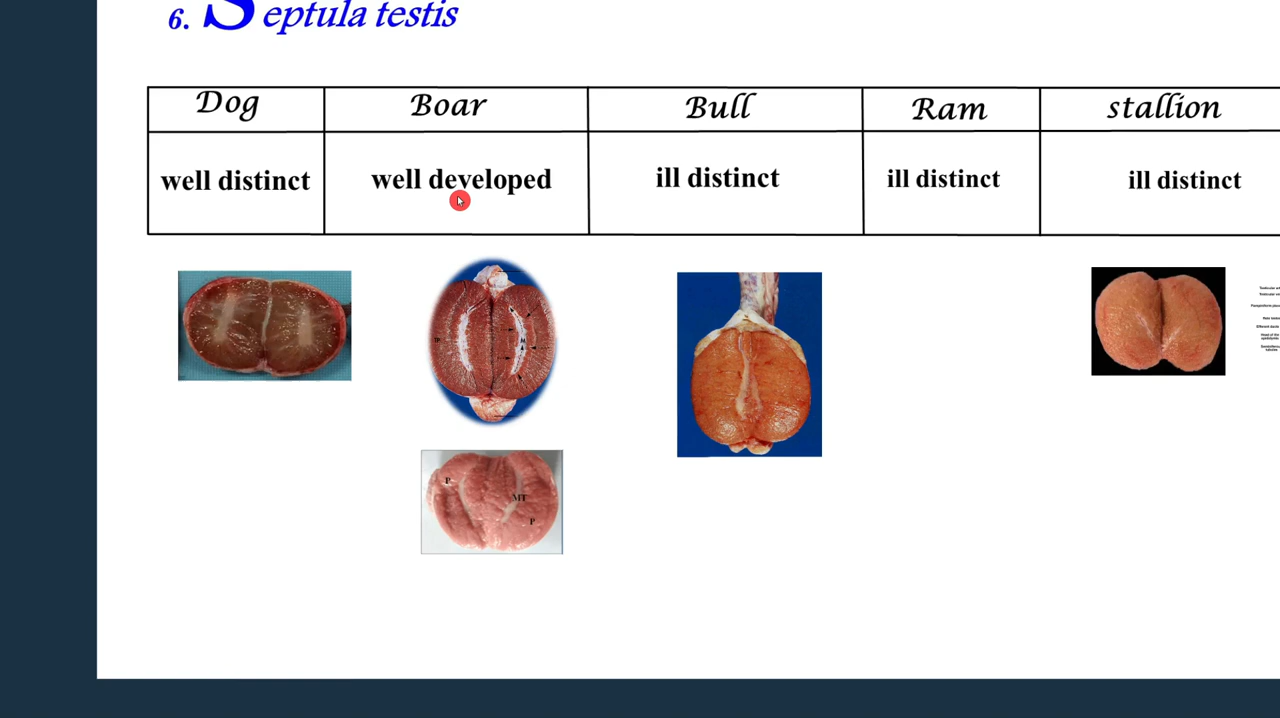 6. Septula testis
Dog Boar Bull Ram stallion
well distinct well developed ill distinct ill distinct ill distinct
P
MT
P